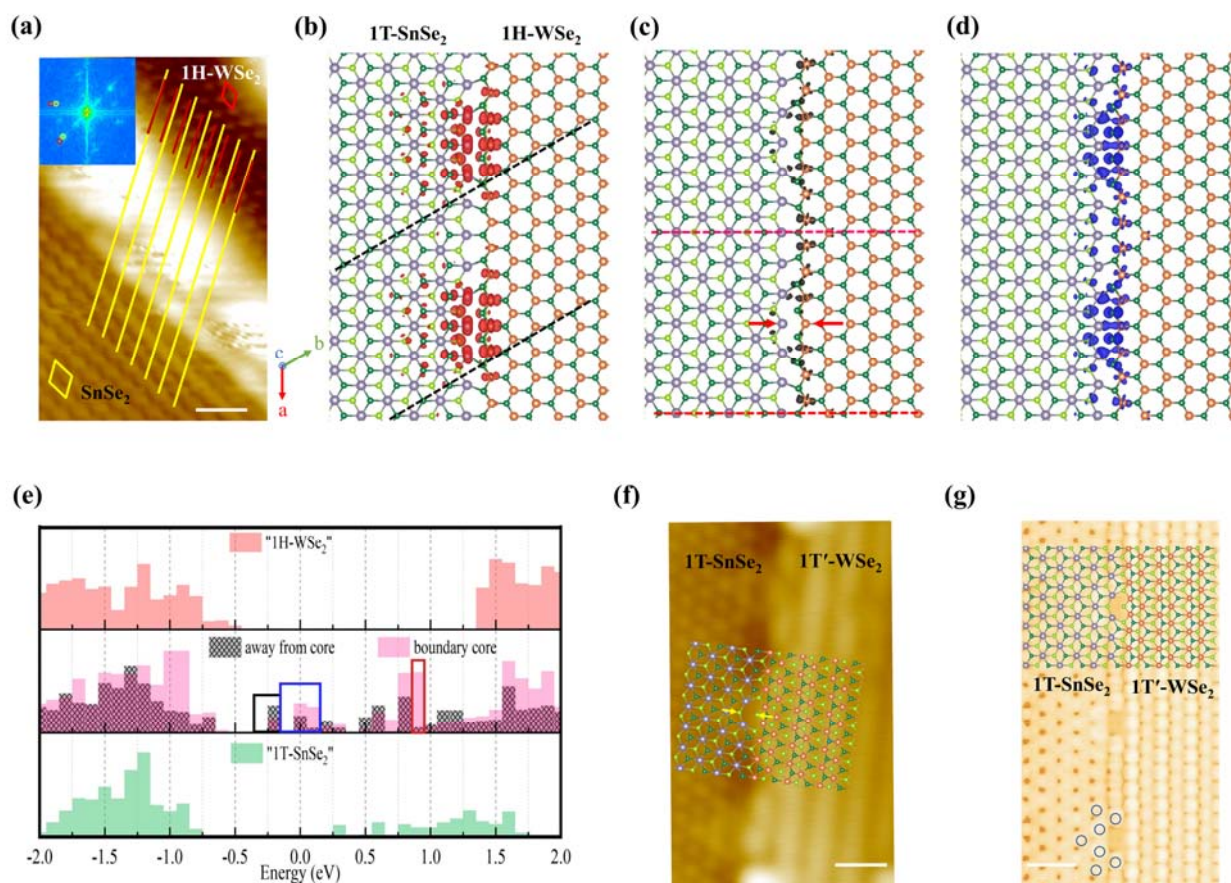 (a)
1H-WSe₂
SnSe₂
c
b
a
(b)
1T-SnSe₂ 1H-WSe₂
(c)
(d)
(e)
"1H-WSe₂"
away from core boundary core
"1T-SnSe₂"
-2.0 -1.5 -1.0 -0.5 0.0 0.5 1.0 1.5 2.0
Energy (eV)
(f)
1T-SnSe₂ 1T′-WSe₂
(g)
1T-SnSe₂ 1T′-WSe₂